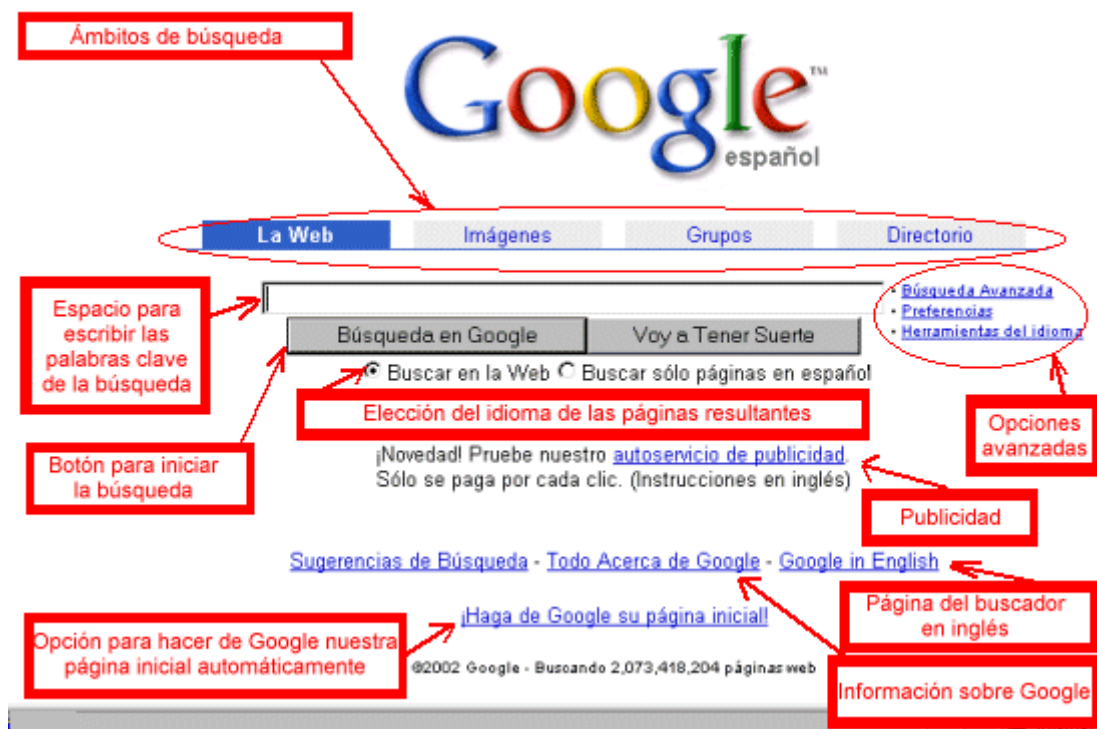 Ámbitos de búsqueda
Google™
español
La Web
Imágenes
Grupos
Directorio
Espacio para
escribir las
palabras clave
de la búsqueda
· Búsqueda Avanzada
· Preferencias
· Herramientas del idioma
Búsqueda en Google
Voy a Tener Suerte
Buscar en la Web
Buscar sólo páginas en español
Elección del idioma de las páginas resultantes
Opciones
avanzadas
Botón para iniciar
la búsqueda
¡Novedad! Pruebe nuestro autoservicio de publicidad.
Sólo se paga por cada clic. (Instrucciones en inglés)
Publicidad
Sugerencias de Búsqueda - Todo Acerca de Google - Google in English
Página del buscador
en inglés
¡Haga de Google su página inicial!
Opción para hacer de Google nuestra
página inicial automáticamente
©2002 Google - Buscando 2,073,418,204 páginas web
Información sobre Google